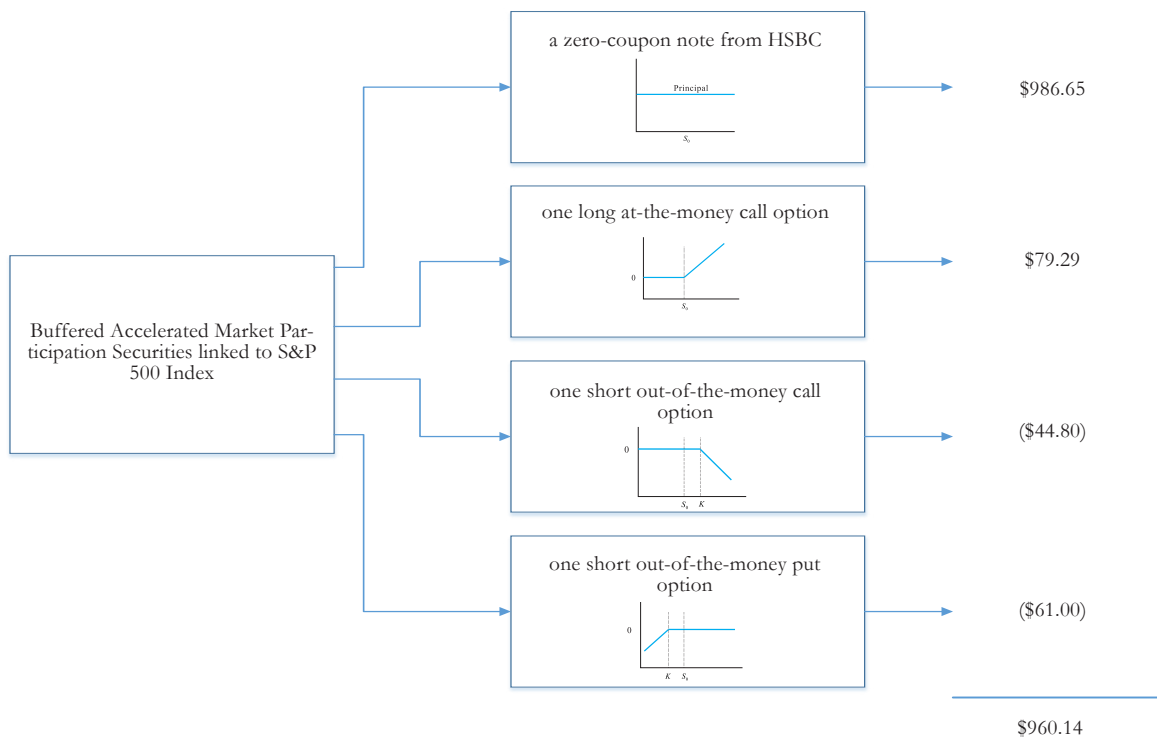 a zero-coupon note from HSBC
Principal
S₀
$986.65
one long at-the-money call option
0
S₀
$79.29
Buffered Accelerated Market Par-
ticipation Securities linked to S&P
500 Index
one short out-of-the-money call
option
0
S₀ K
($44.80)
one short out-of-the-money put
option
0
K S₀
($61.00)
$960.14